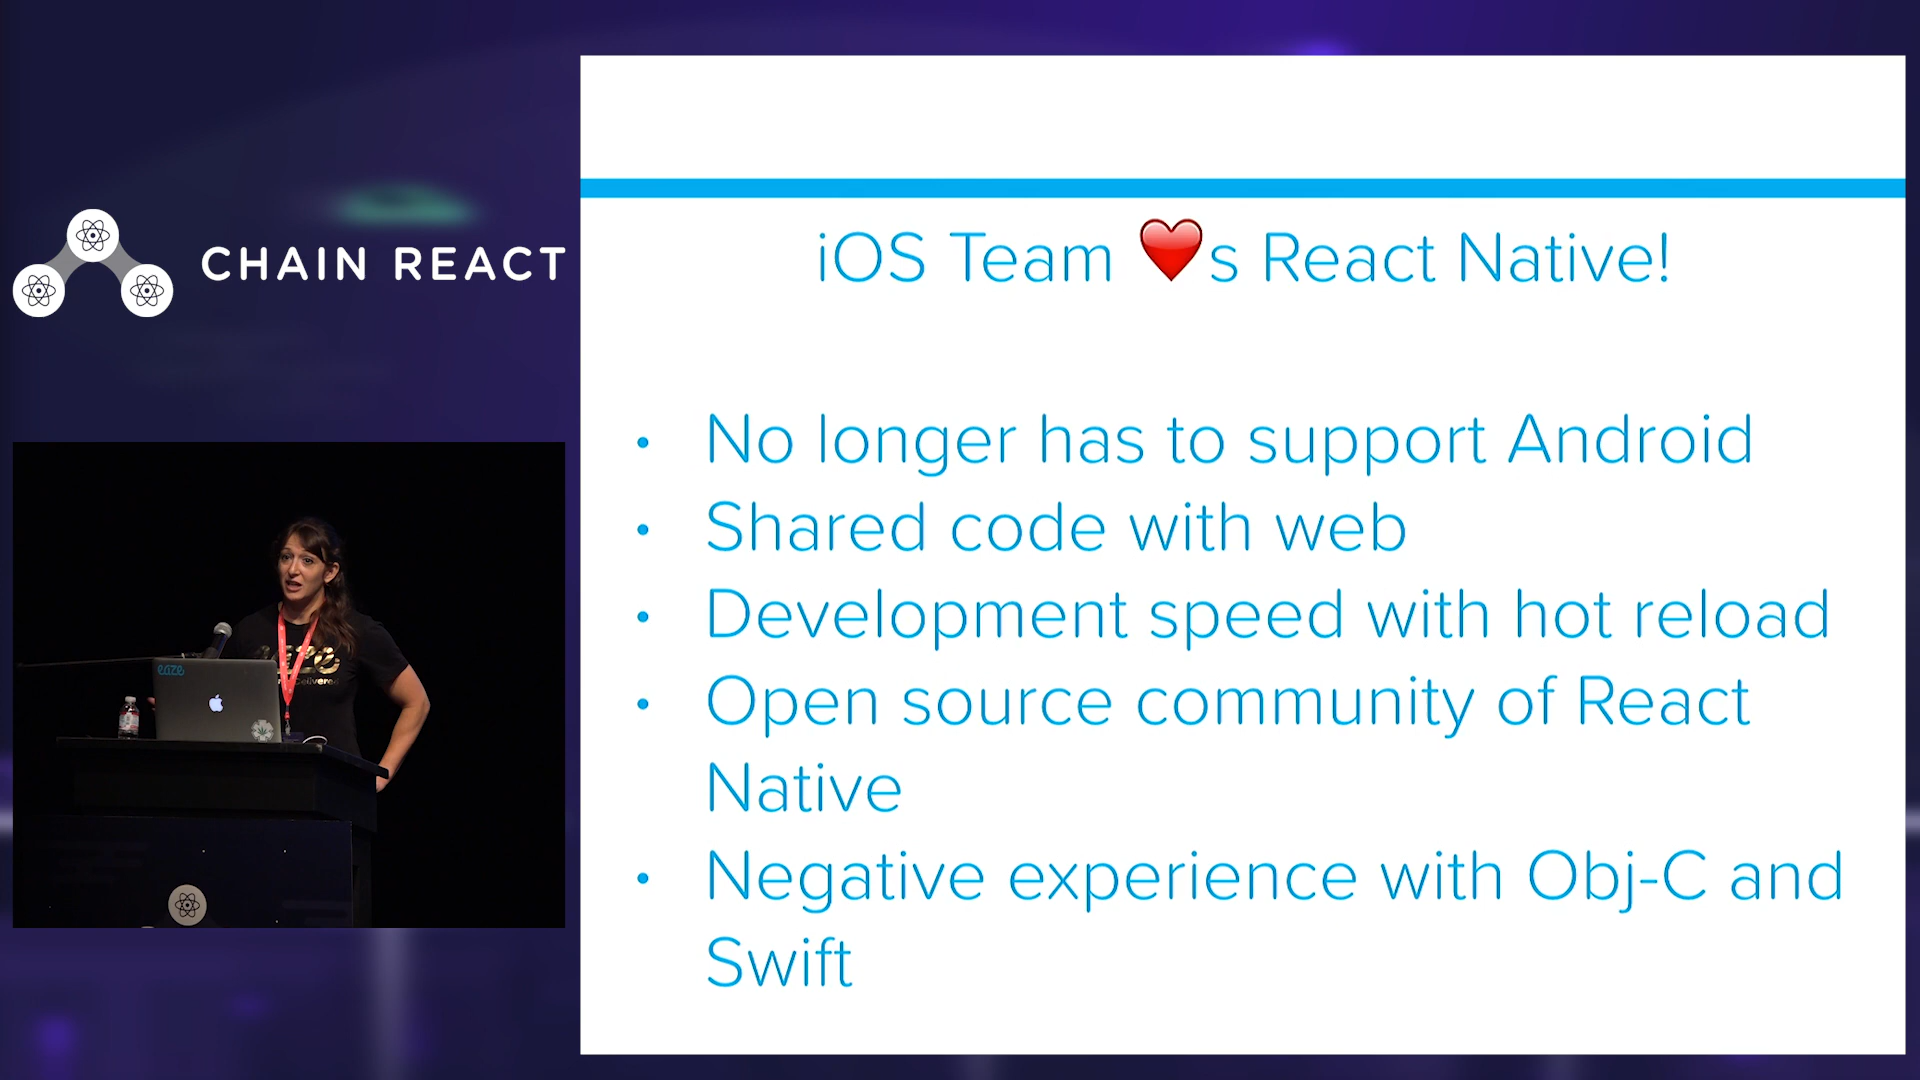 CHAIN REACT
iOS Team ❤️s React Native!
• No longer has to support Android
• Shared code with web
• Development speed with hot reload
• Open source community of React
Native
• Negative experience with Obj-C and
Swift
eaze